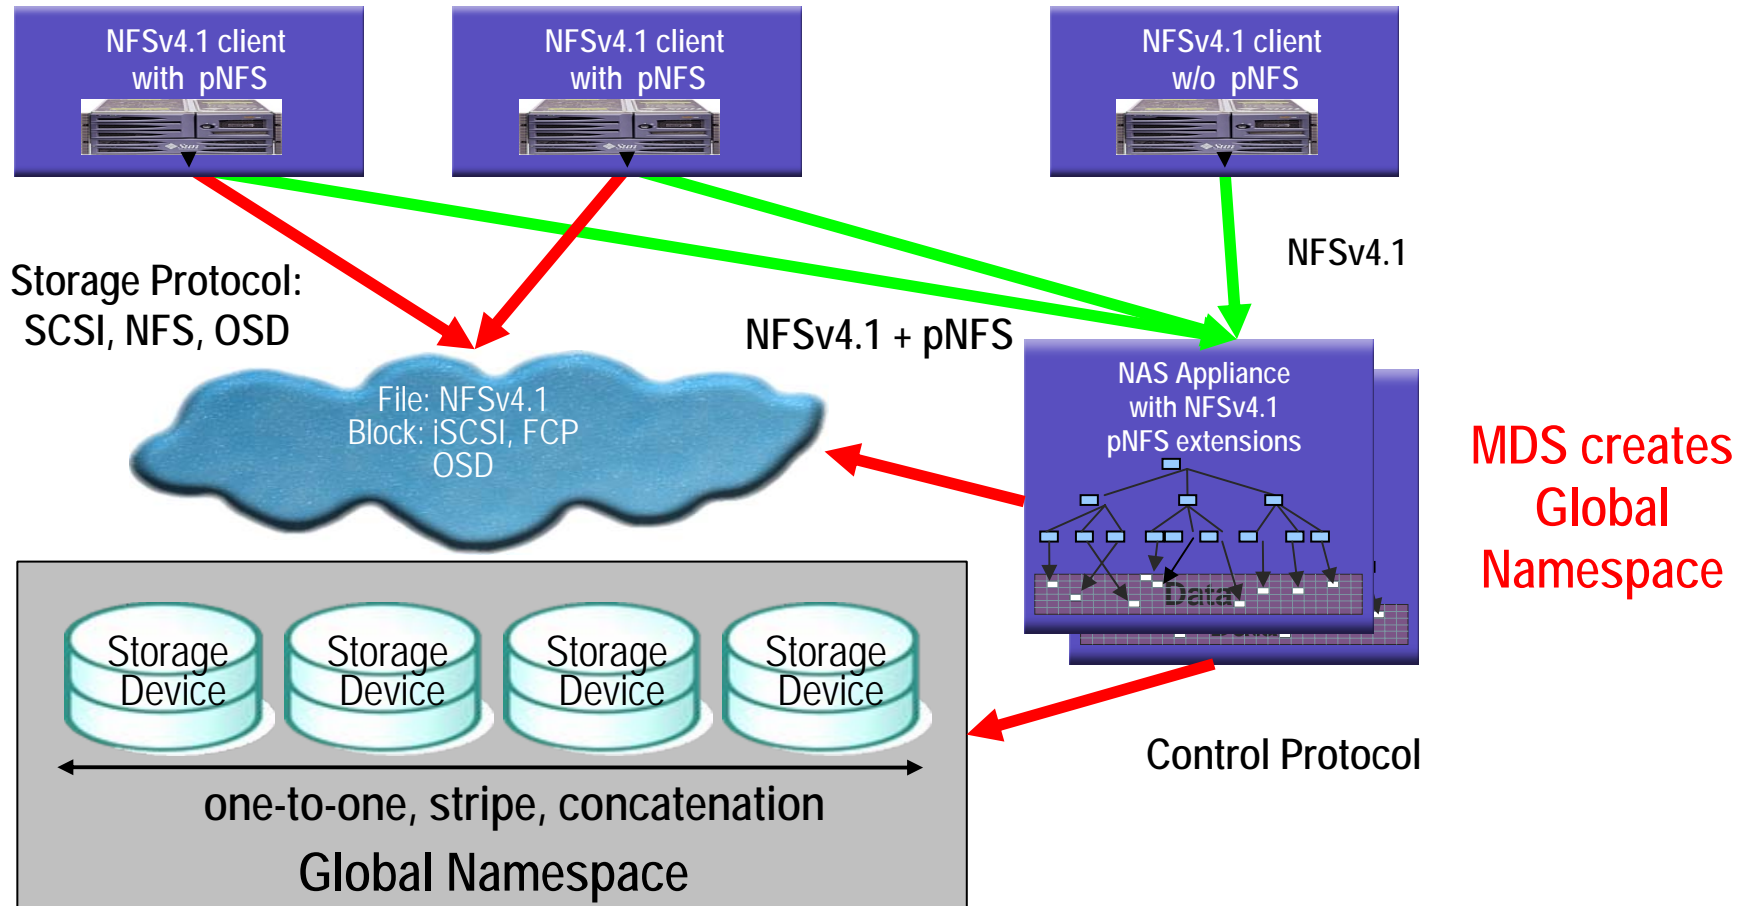 NFSv4.1 client
with pNFS
NFSv4.1 client
with pNFS
NFSv4.1 client
w/o pNFS
Sun
Sun
Sun
NFSv4.1
Storage Protocol:
SCSI, NFS, OSD
NFSv4.1 + pNFS
File: NFSv4.1
Block: iSCSI, FCP
OSD
NAS Appliance
with NFSv4.1
pNFS extensions
Data
MDS creates
Global
Namespace
Storage
Device
Storage
Device
Storage
Device
Storage
Device
Control Protocol
one-to-one, stripe, concatenation
Global Namespace